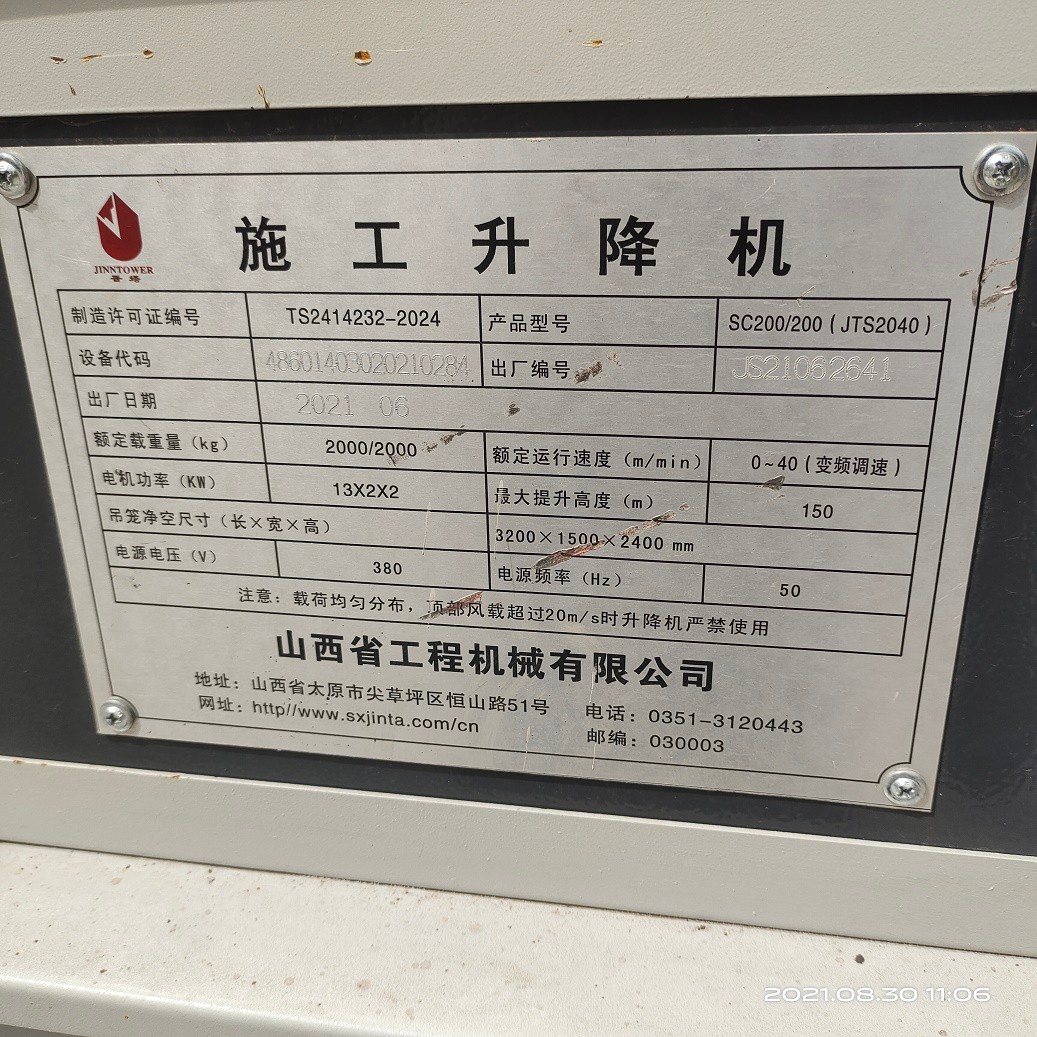 JINNTOWER
晋塔
施工升降机
制造许可证编号 TS2414232-2024 产品型号 SC200/200（JTS2040）
设备代码 48601403020210284 出厂编号 JS21062641
出厂日期 2021 06
额定载重量（kg） 2000/2000 额定运行速度（m/min） 0~40（变频调速）
电机功率（KW） 13X2X2 最大提升高度（m） 150
吊笼净空尺寸（长×宽×高） 3200×1500×2400 mm
电源电压（V） 380 电源频率（Hz） 50
注意：载荷均匀分布，顶部风载超过20m/s时升降机严禁使用
山西省工程机械有限公司
地址：山西省太原市尖草坪区恒山路51号 电话：0351-3120443
网址：http//www.sxjinta.com/cn 邮编：030003
2021.08.30 11:06